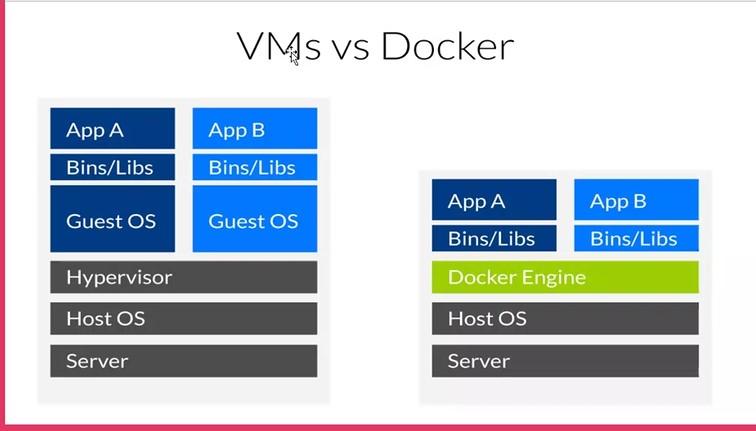 VMs vs Docker
App A
App B
Bins/Libs
Bins/Libs
Guest OS
Guest OS
Hypervisor
Host OS
Server
App A
App B
Bins/Libs
Bins/Libs
Docker Engine
Host OS
Server